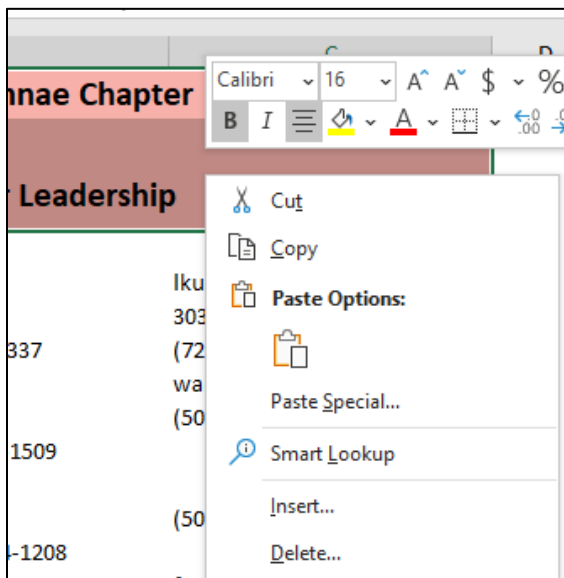 C D
Calibri 16 A^ A˅ $ %
nnae Chapter
B I A .00
r Leadership
Cut
Copy
Iku
Paste Options:
303
337 (72
wa
Paste Special...
(50
1509 Smart Lookup
Insert...
(50
-1208 Delete...